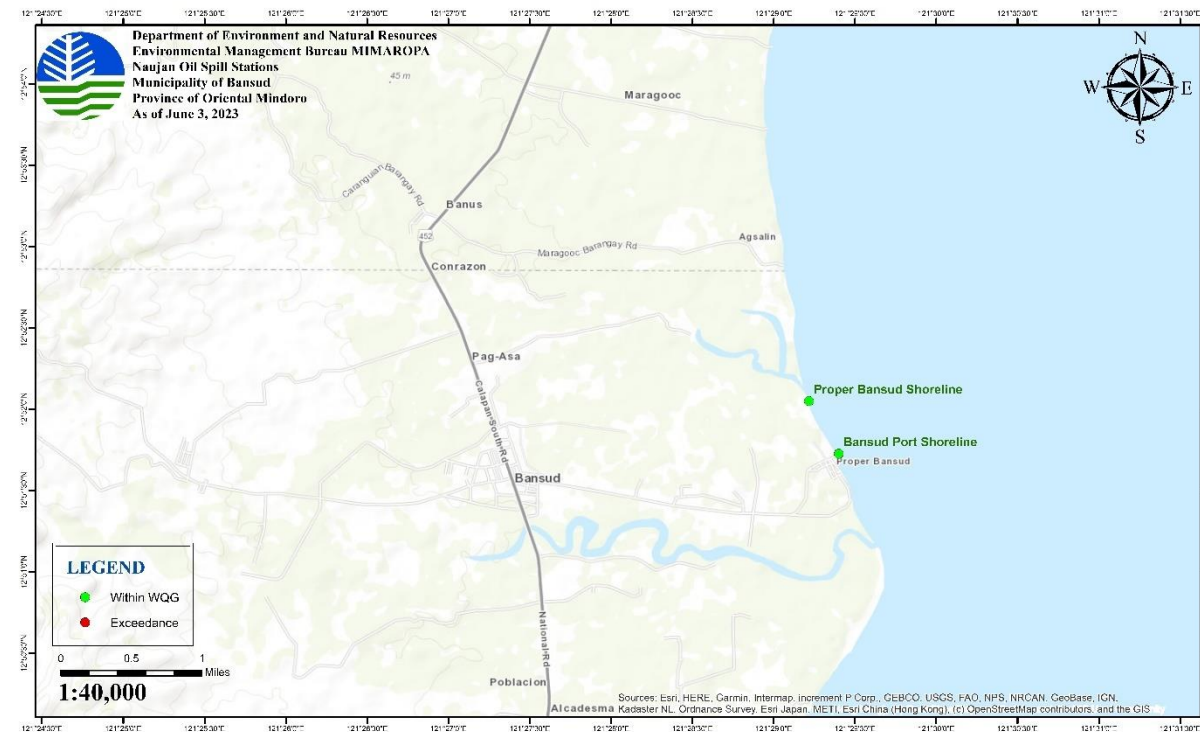 Department of Environment and Natural Resources
Environmental Management Bureau MIMAROPA
Naujan Oil Spill Stations
Municipality of Bansud
Province of Oriental Mindoro
As of June 3, 2023
N
W
E
S
45 m
Maragooc
Caranguian Barangay Rd
Banus
452
Maragooc Barangay Rd
Agsalin
Conrazon
Pag-Asa
Calapan South Rd
Proper Bansud Shoreline
Bansud Port Shoreline
Proper Bansud
Bansud
LEGEND
Within WQG
Exceedance
0 0.5 1
Miles
1:40,000
National Rd
Poblacion
Alcadesma
Sources: Esri, HERE, Garmin, Intermap, increment P Corp., GEBCO, USGS, FAO, NPS, NRCAN, GeoBase, IGN,
Kadaster NL, Ordnance Survey, Esri Japan, METI, Esri China (Hong Kong), (c) OpenStreetMap contributors, and the GIS